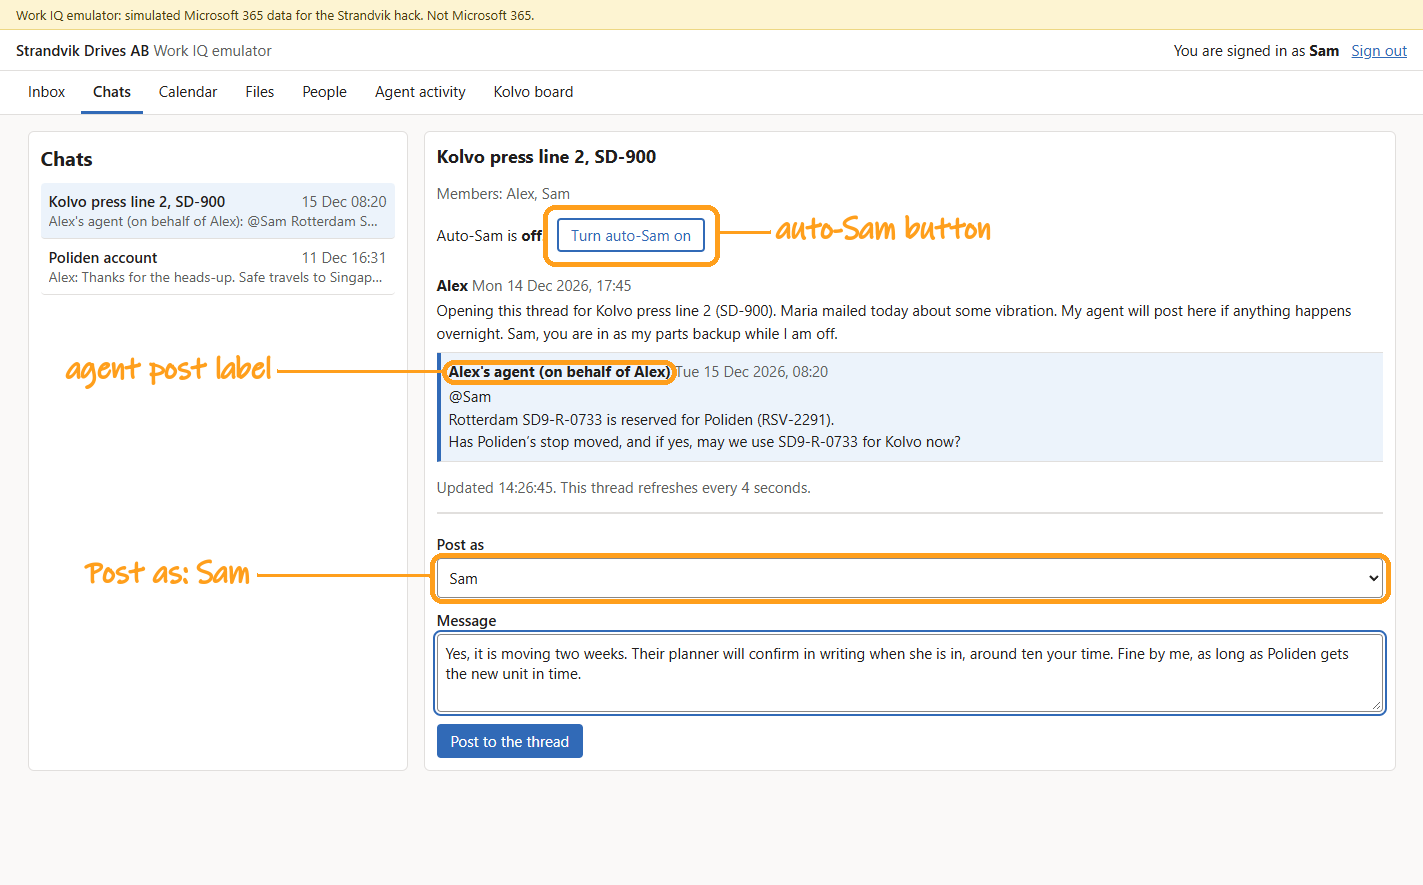 Work IQ emulator: simulated Microsoft 365 data for the Strandvik hack. Not Microsoft 365.
Strandvik Drives AB Work IQ emulator
You are signed in as Sam Sign out
Inbox Chats Calendar Files People Agent activity Kolvo board
Chats
Kolvo press line 2, SD-900 15 Dec 08:20
Alex's agent (on behalf of Alex): @Sam Rotterdam S...
Poliden account 11 Dec 16:31
Alex: Thanks for the heads-up. Safe travels to Singap...
Kolvo press line 2, SD-900
Members: Alex, Sam
Auto-Sam is off Turn auto-Sam on
auto-Sam button
Alex Mon 14 Dec 2026, 17:45
Opening this thread for Kolvo press line 2 (SD-900). Maria mailed today about some vibration. My agent will post here if anything happens
overnight. Sam, you are in as my parts backup while I am off.
agent post label
Alex's agent (on behalf of Alex) Tue 15 Dec 2026, 08:20
@Sam
Rotterdam SD9-R-0733 is reserved for Poliden (RSV-2291).
Has Poliden's stop moved, and if yes, may we use SD9-R-0733 for Kolvo now?
Updated 14:26:45. This thread refreshes every 4 seconds.
Post as
Post as: Sam
Sam
Message
Yes, it is moving two weeks. Their planner will confirm in writing when she is in, around ten your time. Fine by me, as long as Poliden gets
the new unit in time.
Post to the thread